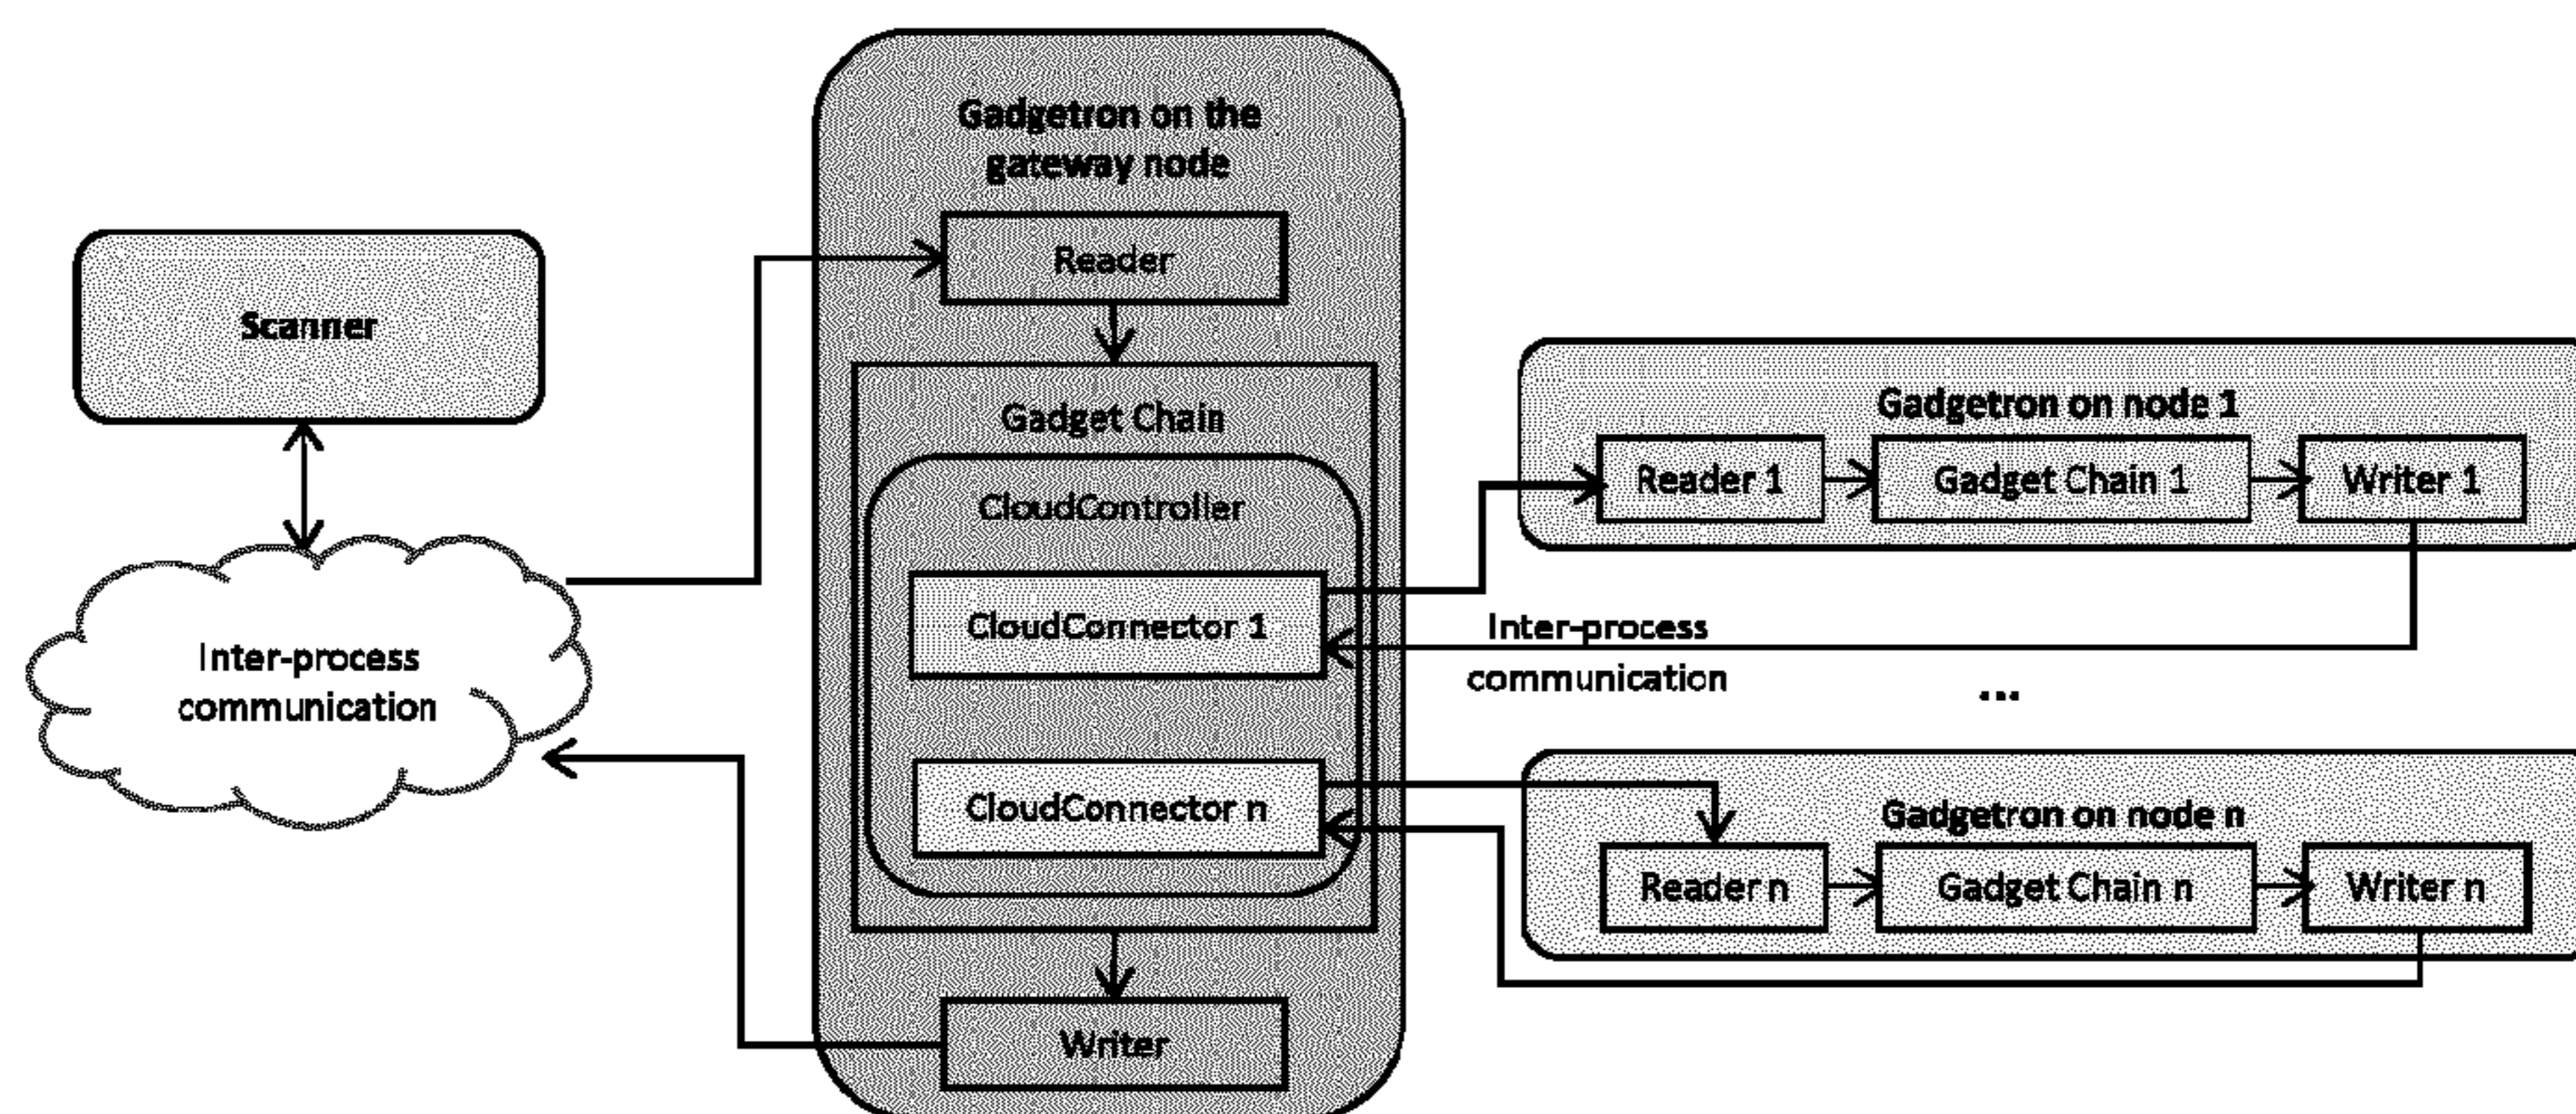 Scanner
Inter-process
communication
Gadgetron on the
gateway node
Reader
Gadget Chain
CloudController
CloudConnector 1
CloudConnector n
Writer
Inter-process
communication
...
Gadgetron on node 1
Reader 1
Gadget Chain 1
Writer 1
Gadgetron on node n
Reader n
Gadget Chain n
Writer n